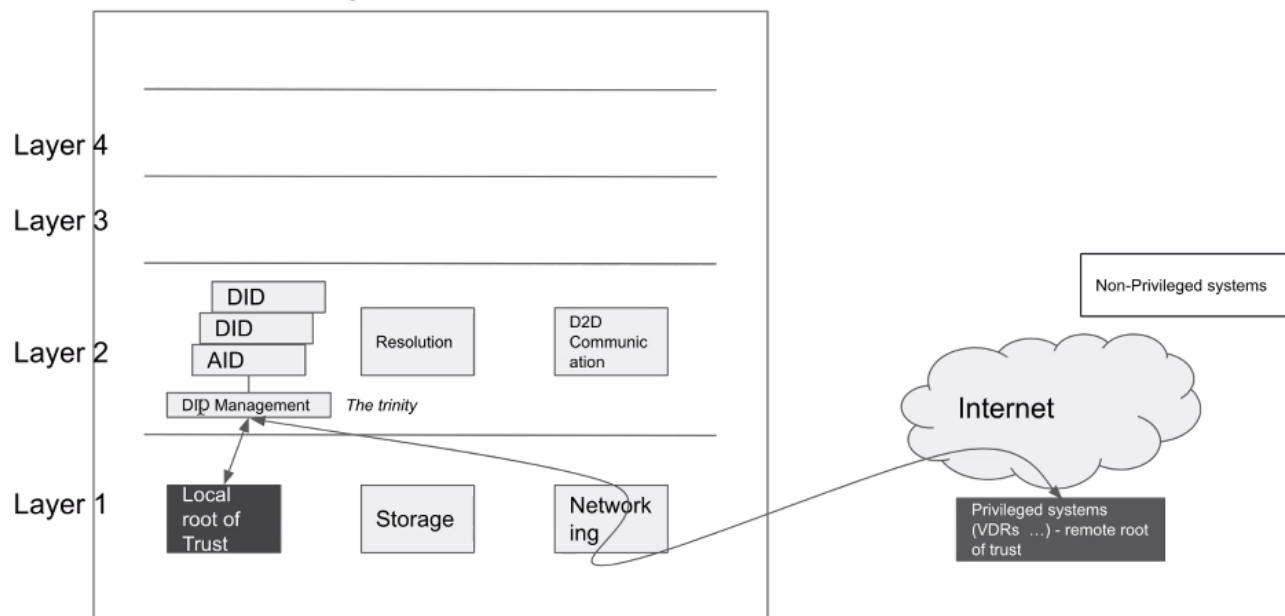 Layer 4
Layer 3
DID
DID
AID
Layer 2
Resolution
D2D
Communic
ation
DID Management
The trinity
Layer 1
Local
root of
Trust
Storage
Network
ing
Non-Privileged systems
Internet
Privileged systems
(VDRs ...) - remote root
of trust